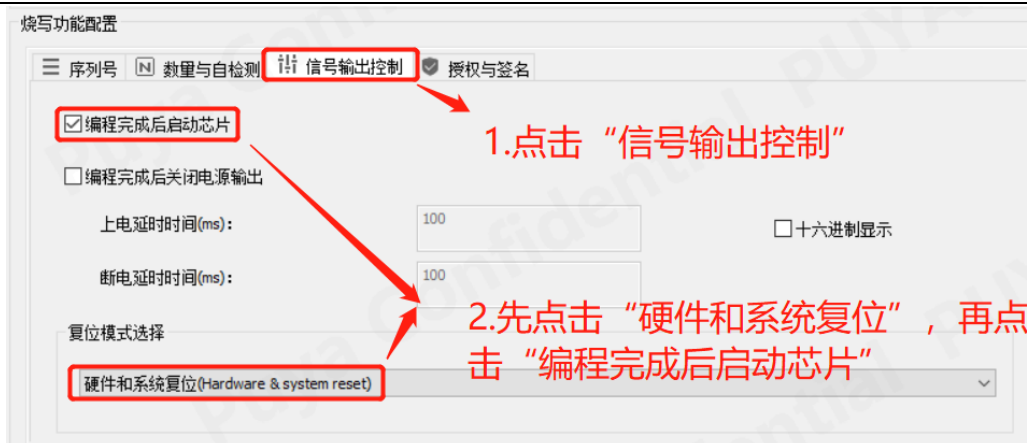 烧写功能配置
序列号 N 数量与自检测 信号输出控制 授权与签名
编程完成后启动芯片
1.点击“信号输出控制”
编程完成后关闭电源输出
上电延时时间(ms): 100 十六进制显示
断电延时时间(ms): 100
2.先点击“硬件和系统复位”，再点
击“编程完成后启动芯片”
复位模式选择
硬件和系统复位(Hardware & system reset)
Puya Confidential PUYA